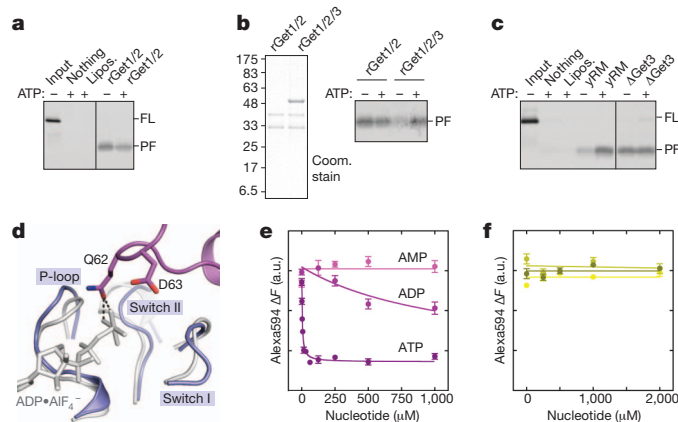 a
Input
Nothing
Lipos.
rGet1/2
rGet1/2
ATP: − + + − +
FL
PF
b
rGet1/2
rGet1/2/3
175
83
63
48
33
25
17
6.5
Coom.
stain
rGet1/2 rGet1/2/3
ATP: − + − +
PF
c
Input
Nothing
Lipos.
yRM
yRM
ΔGet3
ATP: − + + − + − +
FL
PF
d
Q62
P-loop
D63
Switch II
ADP•AlF₄⁻
Switch I
e
Alexa594 ΔF (a.u.)
AMP
ADP
ATP
0 250 500 750 1,000
Nucleotide (μM)
f
Alexa594 ΔF (a.u.)
0 500 1,000 2,000
Nucleotide (μM)